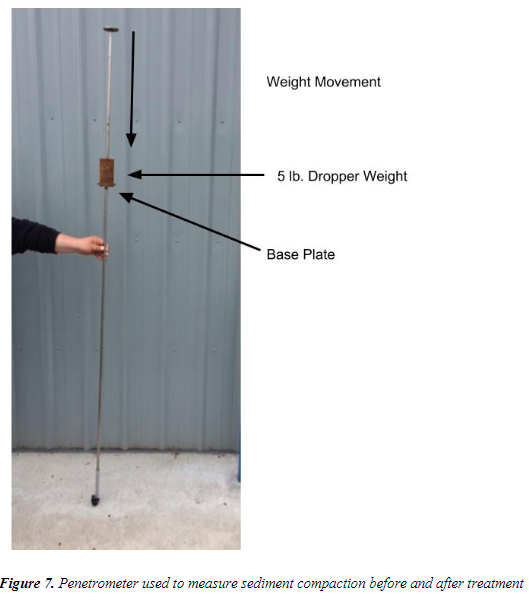 Weight Movement
5 lb. Dropper Weight
Base Plate
Figure 7. Penetrometer used to measure sediment compaction before and after treatment